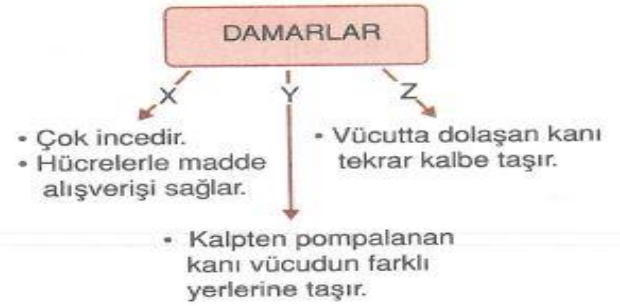 DAMARLAR
X
Y
Z
• Çok incedir.
• Hücrelerle madde
alışverişi sağlar.
• Vücutta dolaşan kanı
tekrar kalbe taşır.
• Kalpten pompalanan
kanı vücudun farklı
yerlerine taşır.